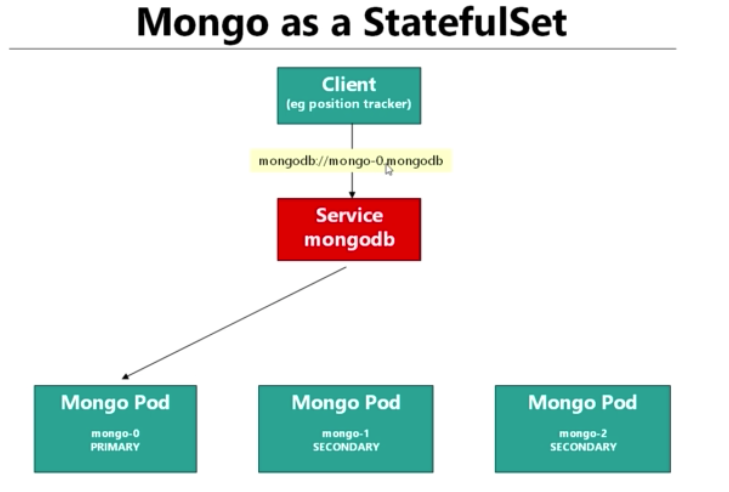 Mongo as a StatefulSet
Client
(eg position tracker)
mongodb://mongo-0.mongodb
Service
mongodb
Mongo Pod
mongo-0
PRIMARY
Mongo Pod
mongo-1
SECONDARY
Mongo Pod
mongo-2
SECONDARY